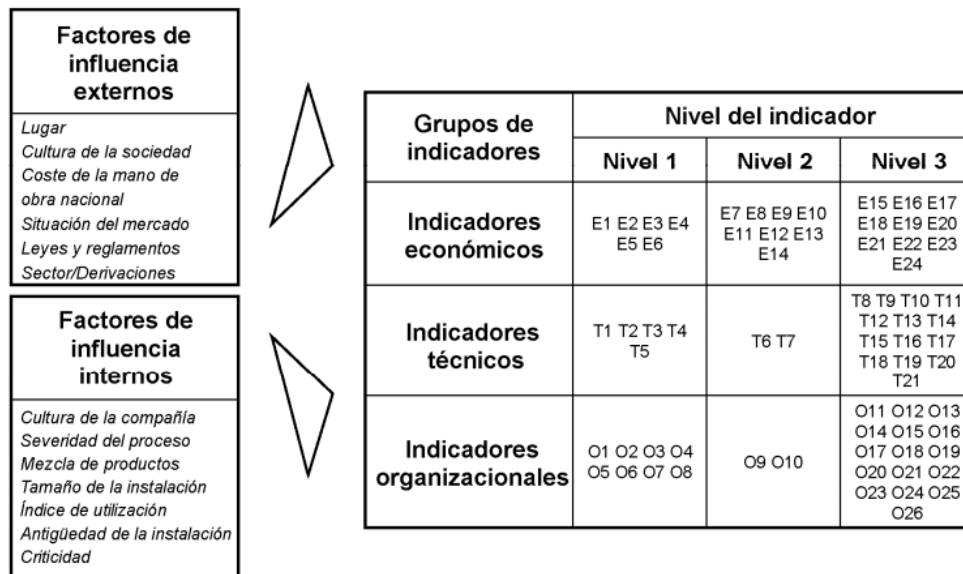 Factores de
influencia
externos
Lugar
Cultura de la sociedad
Coste de la mano de
obra nacional
Situación del mercado
Leyes y reglamentos
Sector/Derivaciones
Factores de
influencia
internos
Cultura de la compañía
Severidad del proceso
Mezcla de productos
Tamaño de la instalación
Índice de utilización
Antigüedad de la instalación
Criticidad
Grupos de
indicadores
Nivel del indicador
Nivel 1
Nivel 2
Nivel 3
Indicadores
económicos
E1 E2 E3 E4
E5 E6
E7 E8 E9 E10
E11 E12 E13
E14
E15 E16 E17
E18 E19 E20
E21 E22 E23
E24
Indicadores
técnicos
T1 T2 T3 T4
T5
T6 T7
T8 T9 T10 T11
T12 T13 T14
T15 T16 T17
T18 T19 T20
T21
Indicadores
organizacionales
O1 O2 O3 O4
O5 O6 O7 O8
O9 O10
O11 O12 O13
O14 O15 O16
O17 O18 O19
O20 O21 O22
O23 O24 O25
O26